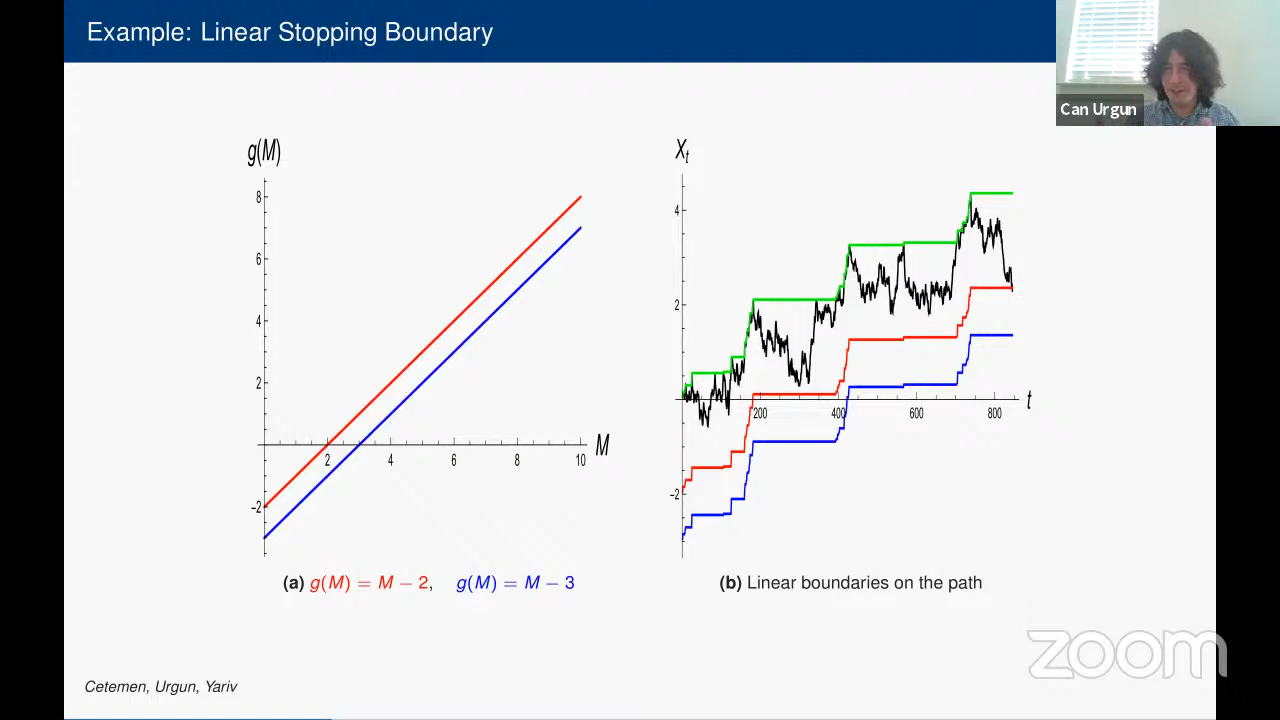 Example: Linear Stopping Boundary
Can Urgun
g(M)
8
6
4
2
-2
2
4
6
8
10
M
X_t
4
2
-2
200
400
600
800
t
(a) g(M) = M − 2, g(M) = M − 3
(b) Linear boundaries on the path
zoom
Cetemen, Urgun, Yariv